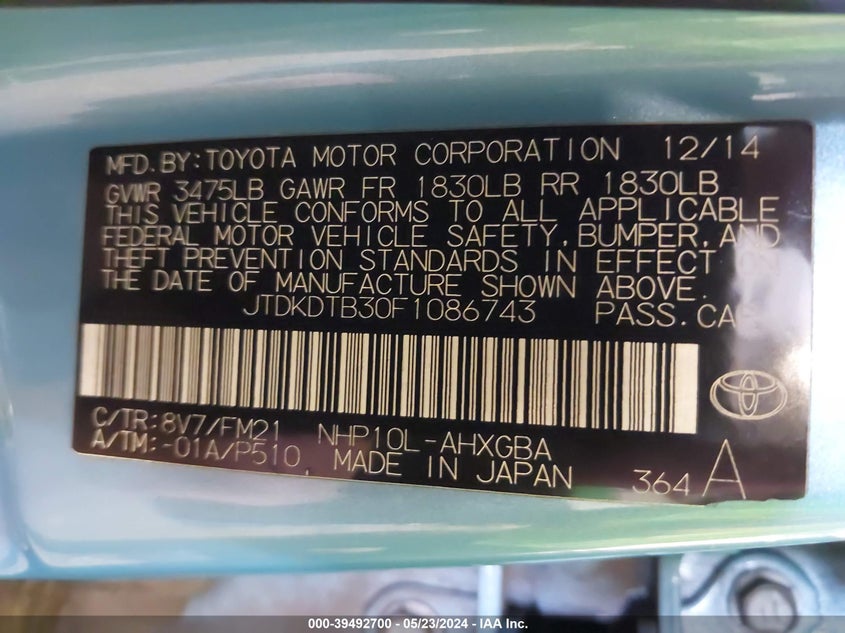 MFD.BY:TOYOTA MOTOR CORPORATION 12/14
GVWR 3475LB GAWR FR 1830LB RR 1830LB
THIS VEHICLE CONFORMS TO ALL APPLICABLE
FEDERAL MOTOR VEHICLE SAFETY,BUMPER,AND
THEFT PREVENTION STANDARDS IN EFFECT
THE DATE OF MANUFACTURE SHOWN ABOVE.
JTDKDTB30F1086743 PASS.CAR
C/TR:8V7/FM21 NHP10L-AHXGBA
A/TM:-01A/P510, MADE IN JAPAN 364 A
000-39492700 - 05/23/2024 - IAA Inc.